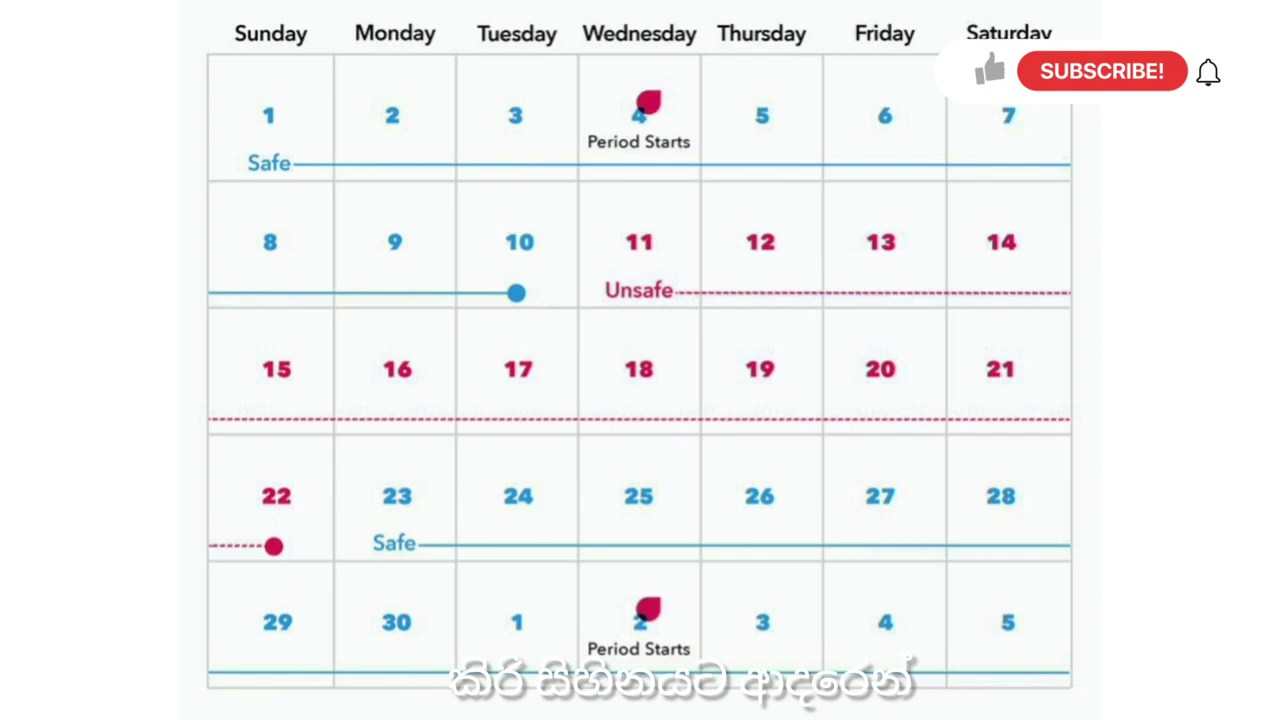 Sunday Monday Tuesday Wednesday Thursday Friday Saturday
SUBSCRIBE!
1 2 3 4 5 6 7
Period Starts
Safe
8 9 10 11 12 13 14
Unsafe
15 16 17 18 19 20 21
22 23 24 25 26 27 28
Safe
29 30 1 2 3 4 5
Period Starts
කිරි සිහිනයට ආදරෙන්